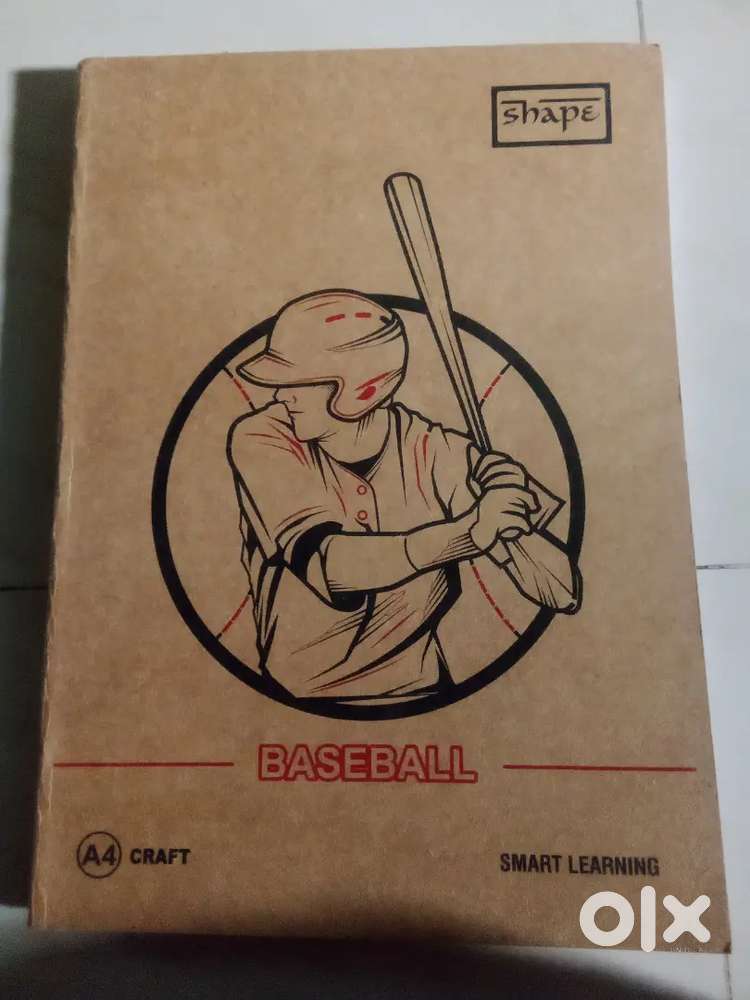 shape
BASEBALL
A4 CRAFT
SMART LEARNING
olx